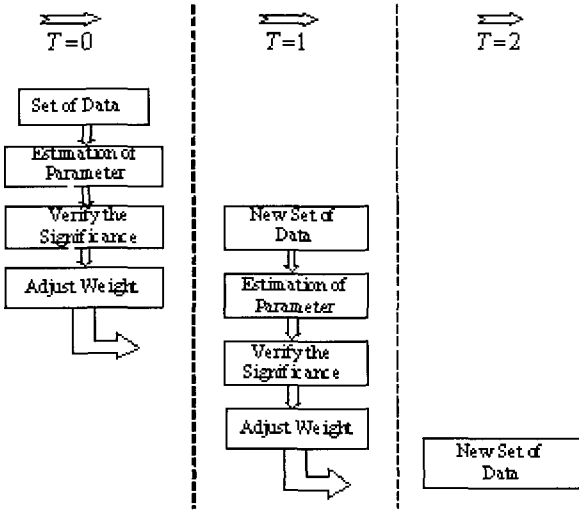 T=0
T=1
T=2
Set of Data
Estimation of
Parameter
Verify the
Significance
Adjust Weight
New Set of
Data
Estimation of
Parameter
Verify the
Significance
Adjust Weight
New Set of
Data